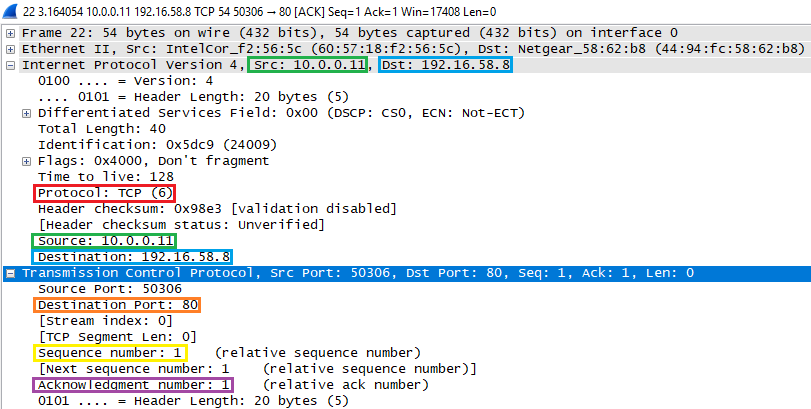 22 3.164054 10.0.0.11 192.16.58.8 TCP 54 50306 → 80 [ACK] Seq=1 Ack=1 Win=17408 Len=0
Frame 22: 54 bytes on wire (432 bits), 54 bytes captured (432 bits) on interface 0
Ethernet II, Src: IntelCor_f2:56:5c (60:57:18:f2:56:5c), Dst: Netgear_58:62:b8 (44:94:fc:58:62:b8)
Internet Protocol Version 4, Src: 10.0.0.11, Dst: 192.16.58.8
0100 .... = Version: 4
.... 0101 = Header Length: 20 bytes (5)
Differentiated Services Field: 0x00 (DSCP: CS0, ECN: Not-ECT)
Total Length: 40
Identification: 0x5dc9 (24009)
Flags: 0x4000, Don't fragment
Time to live: 128
Protocol: TCP (6)
Header checksum: 0x98e3 [validation disabled]
[Header checksum status: Unverified]
Source: 10.0.0.11
Destination: 192.16.58.8
Transmission Control Protocol, Src Port: 50306, Dst Port: 80, Seq: 1, Ack: 1, Len: 0
Source Port: 50306
Destination Port: 80
[Stream index: 0]
[TCP Segment Len: 0]
Sequence number: 1    (relative sequence number)
[Next sequence number: 1    (relative sequence number)]
Acknowledgment number: 1    (relative ack number)
0101 .... = Header Length: 20 bytes (5)